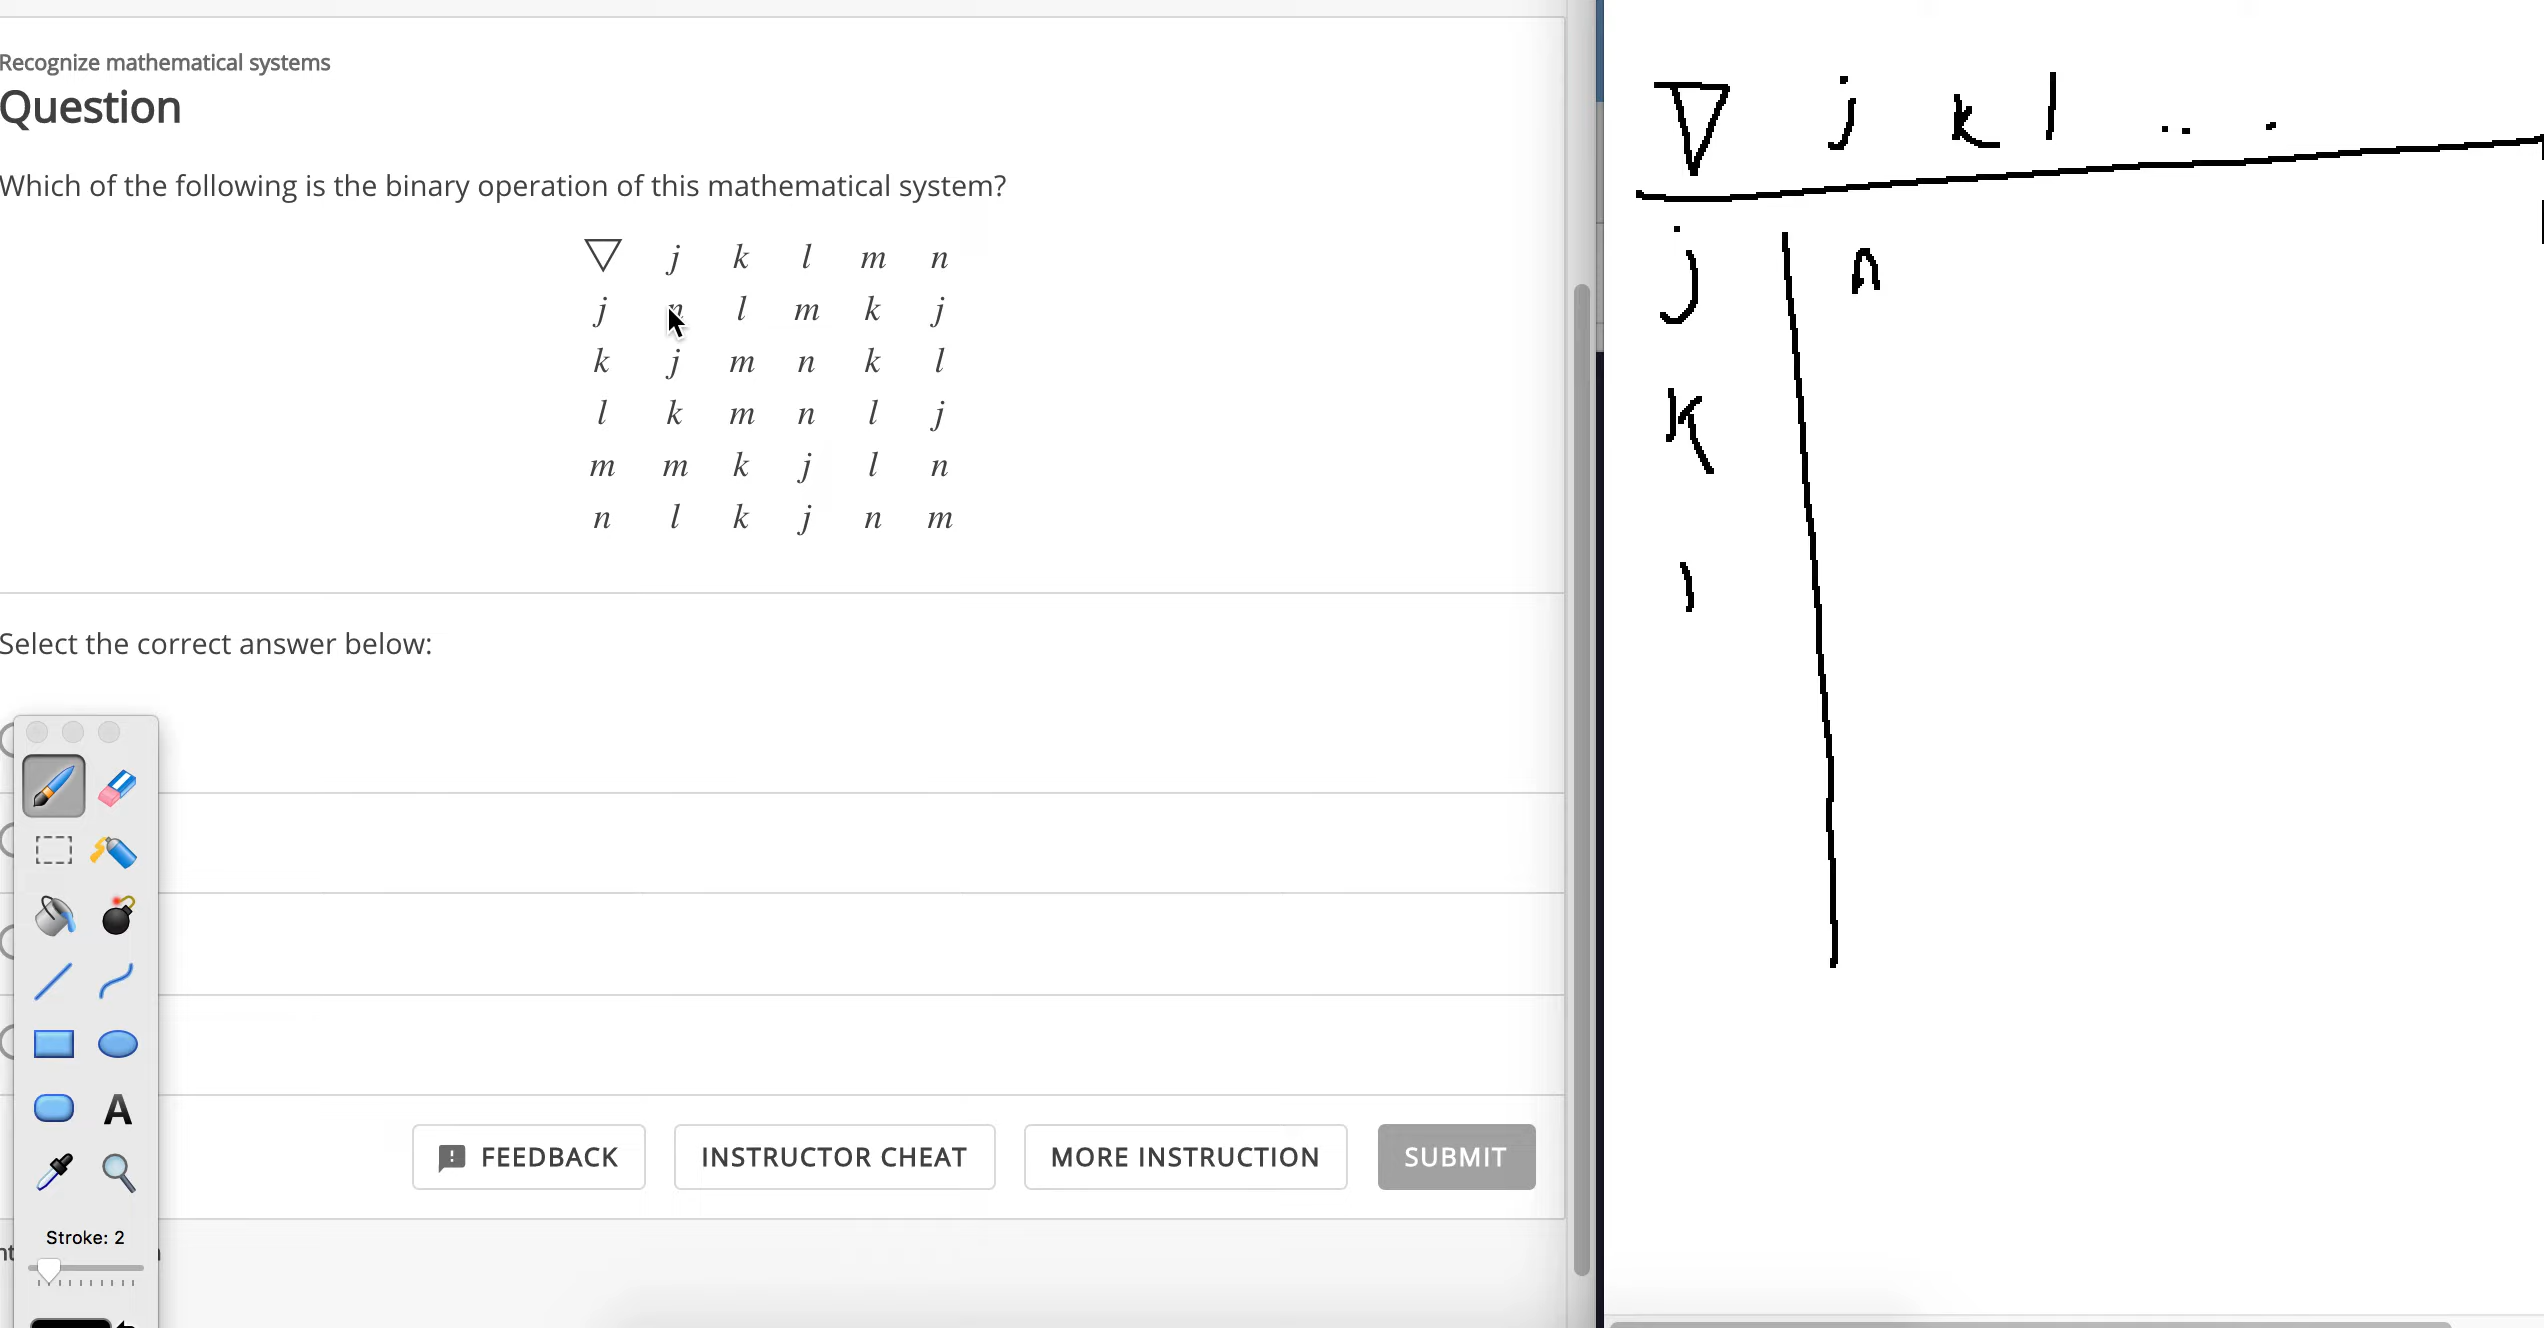 Recognize mathematical systems
Question
Which of the following is the binary operation of this mathematical system?
▽ j k l m n
j n l m k j
k j m n k l
l k m n l j
m m k j l n
n l k j n m
Select the correct answer below:
FEEDBACK
INSTRUCTOR CHEAT
MORE INSTRUCTION
SUBMIT
A
Stroke: 2
▽ j k l ...
j n
k
l